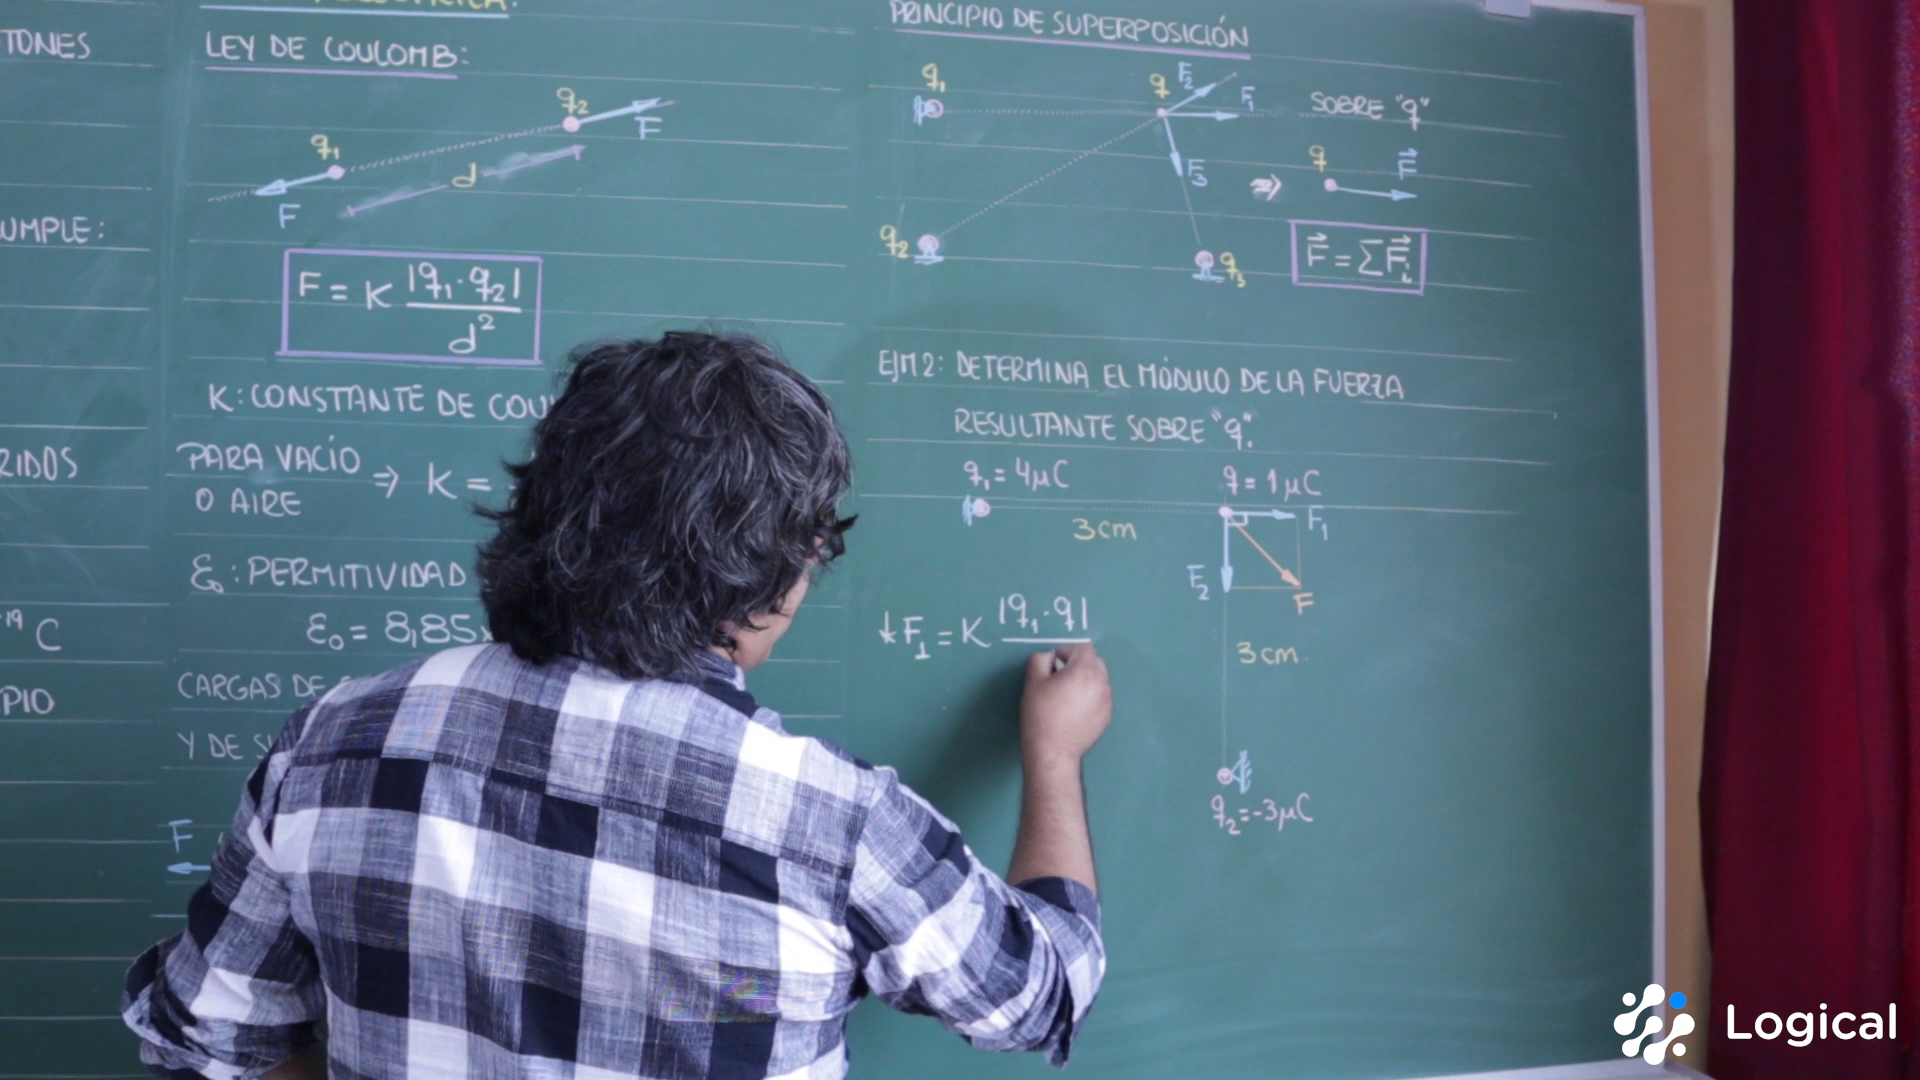 TONES
UMPLE:
RIDOS
-19 C
PIO
LEY DE COULOMB:
q1
q2
F
F
d
F = K |q1·q2| / d²
K: CONSTANTE DE COU
PARA VACÍO
O AIRE
⇒ K =
ε0: PERMITIVIDAD
ε0 = 8,85x
CARGAS DE
Y DE
F
PRINCIPIO DE SUPERPOSICIÓN
q1
q
F2
F1
F3
q2
q3
SOBRE "q"
q
F⃗
⇒
F⃗ = ΣF⃗i
EJM 2: DETERMINA EL MÓDULO DE LA FUERZA
RESULTANTE SOBRE "q".
q1 = 4μC
q = 1μC
3cm
F1
F2
F
F1 = K |q1·q|
3cm
q2 = -3μC
Logical